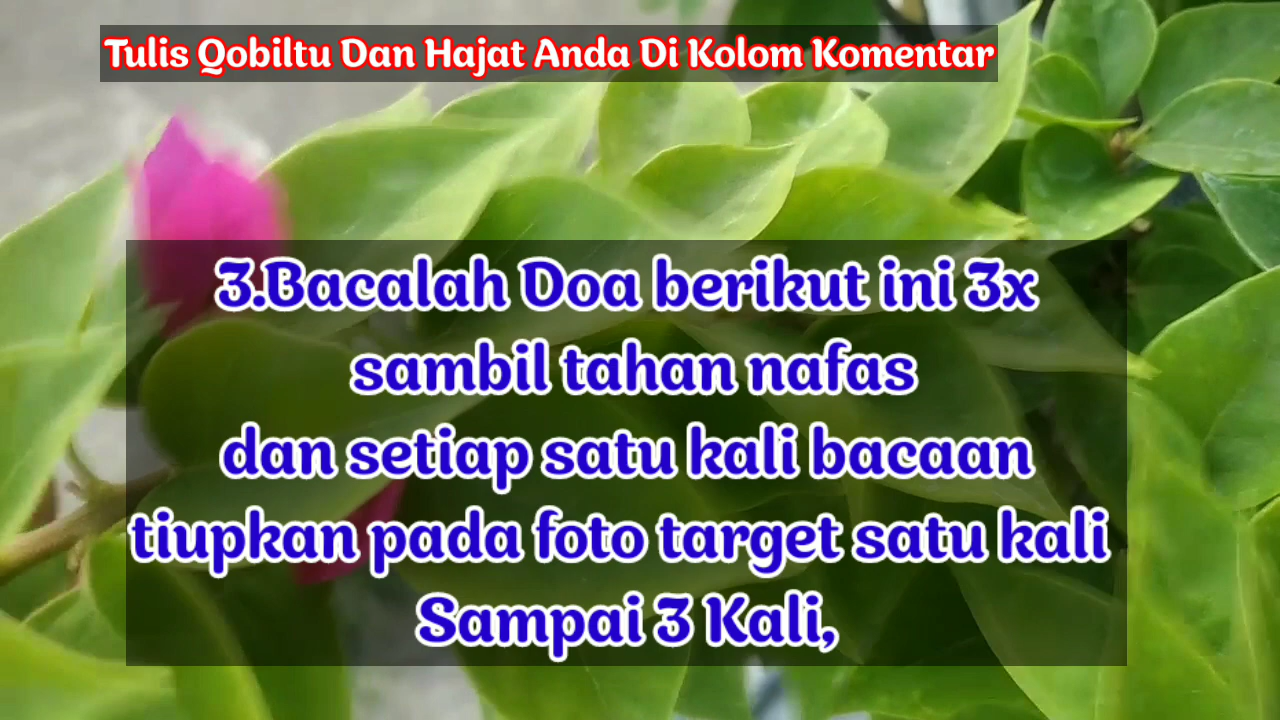 Tulis Qobiltu Dan Hajat Anda Di Kolom Komentar
3.Bacalah Doa berikut ini 3x
sambil tahan nafas
dan setiap satu kali bacaan
tiupkan pada foto target satu kali
Sampai 3 Kali,